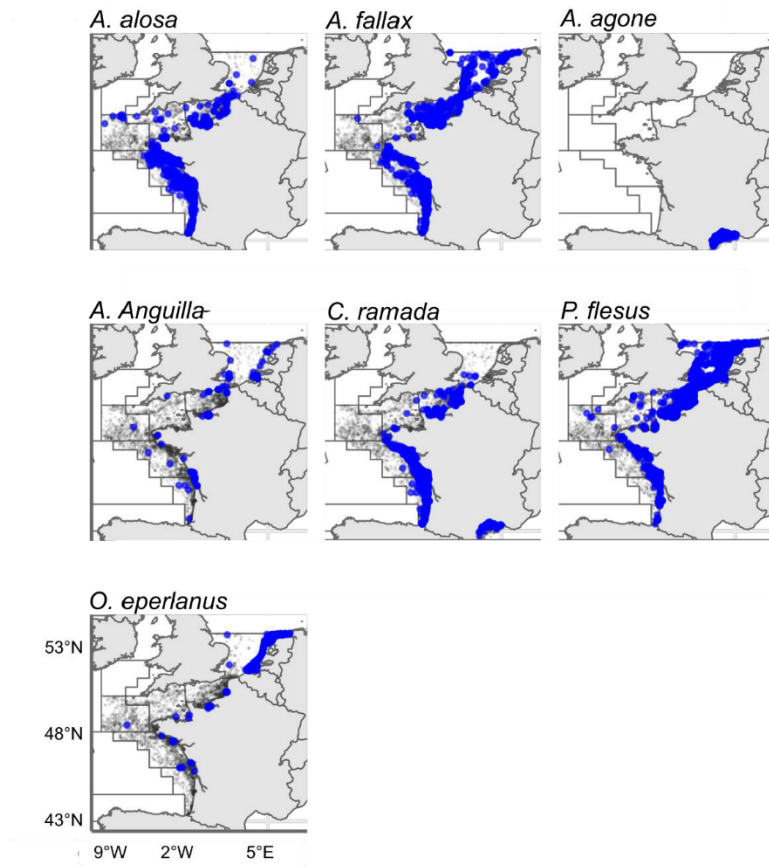 A. alosa A. fallax A. agone
A. Anguilla- C. ramada P. flesus
O. eperlanus
53°N
48°N
43°N
9°W 2°W 5°E